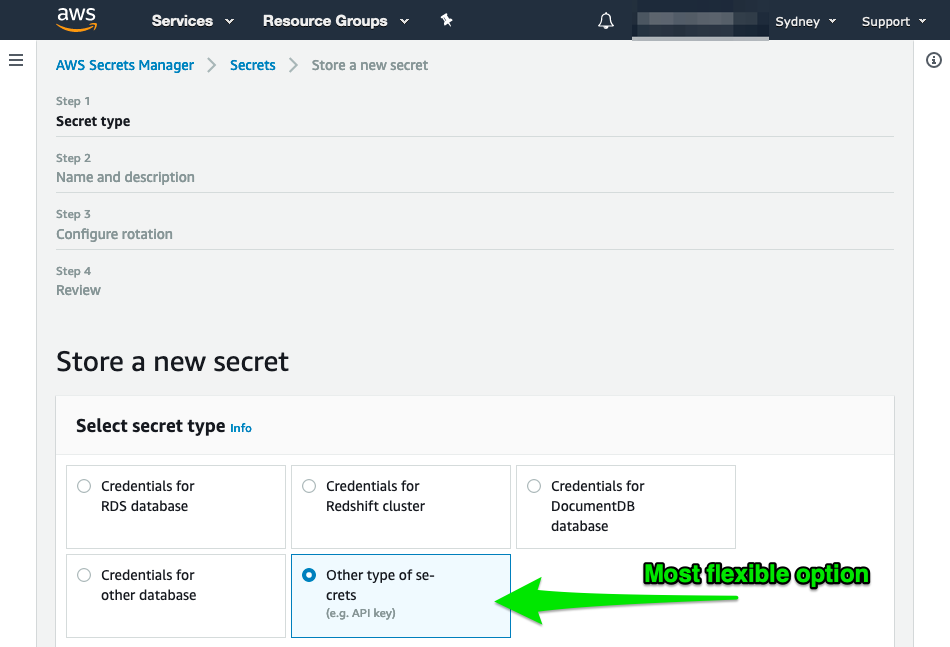 aws Services Resource Groups Sydney Support
AWS Secrets Manager Secrets Store a new secret
Step 1
Secret type
Step 2
Name and description
Step 3
Configure rotation
Step 4
Review
Store a new secret
Select secret type Info
Credentials for
RDS database
Credentials for
Redshift cluster
Credentials for
DocumentDB
database
Credentials for
other database
Other type of se-
crets
(e.g. API key)
Most flexible option